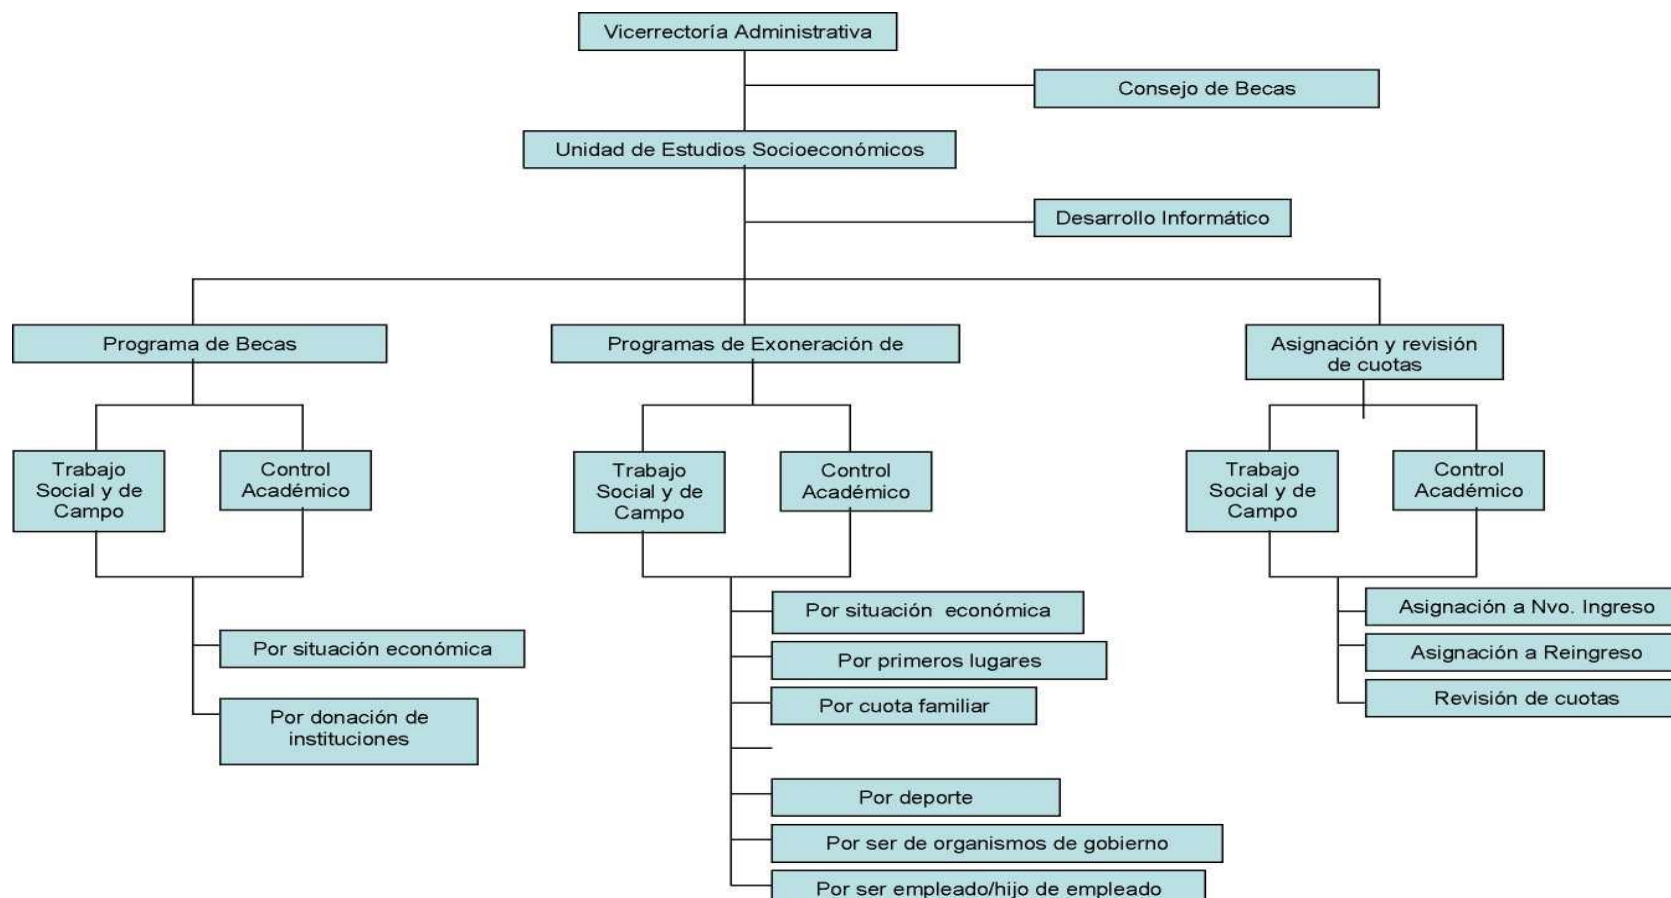 Vicerrectoría Administrativa
Consejo de Becas
Unidad de Estudios Socioeconómicos
Desarrollo Informático
Programa de Becas
Programas de Exoneración de
Asignación y revisión
de cuotas
Trabajo
Social y de
Campo
Control
Académico
Trabajo
Social y de
Campo
Control
Académico
Trabajo
Social y de
Campo
Control
Académico
Por situación económica
Por donación de
instituciones
Por situación  económica
Por primeros lugares
Por cuota familiar
Por deporte
Por ser de organismos de gobierno
Por ser empleado/hijo de empleado
Asignación a Nvo. Ingreso
Asignación a Reingreso
Revisión de cuotas